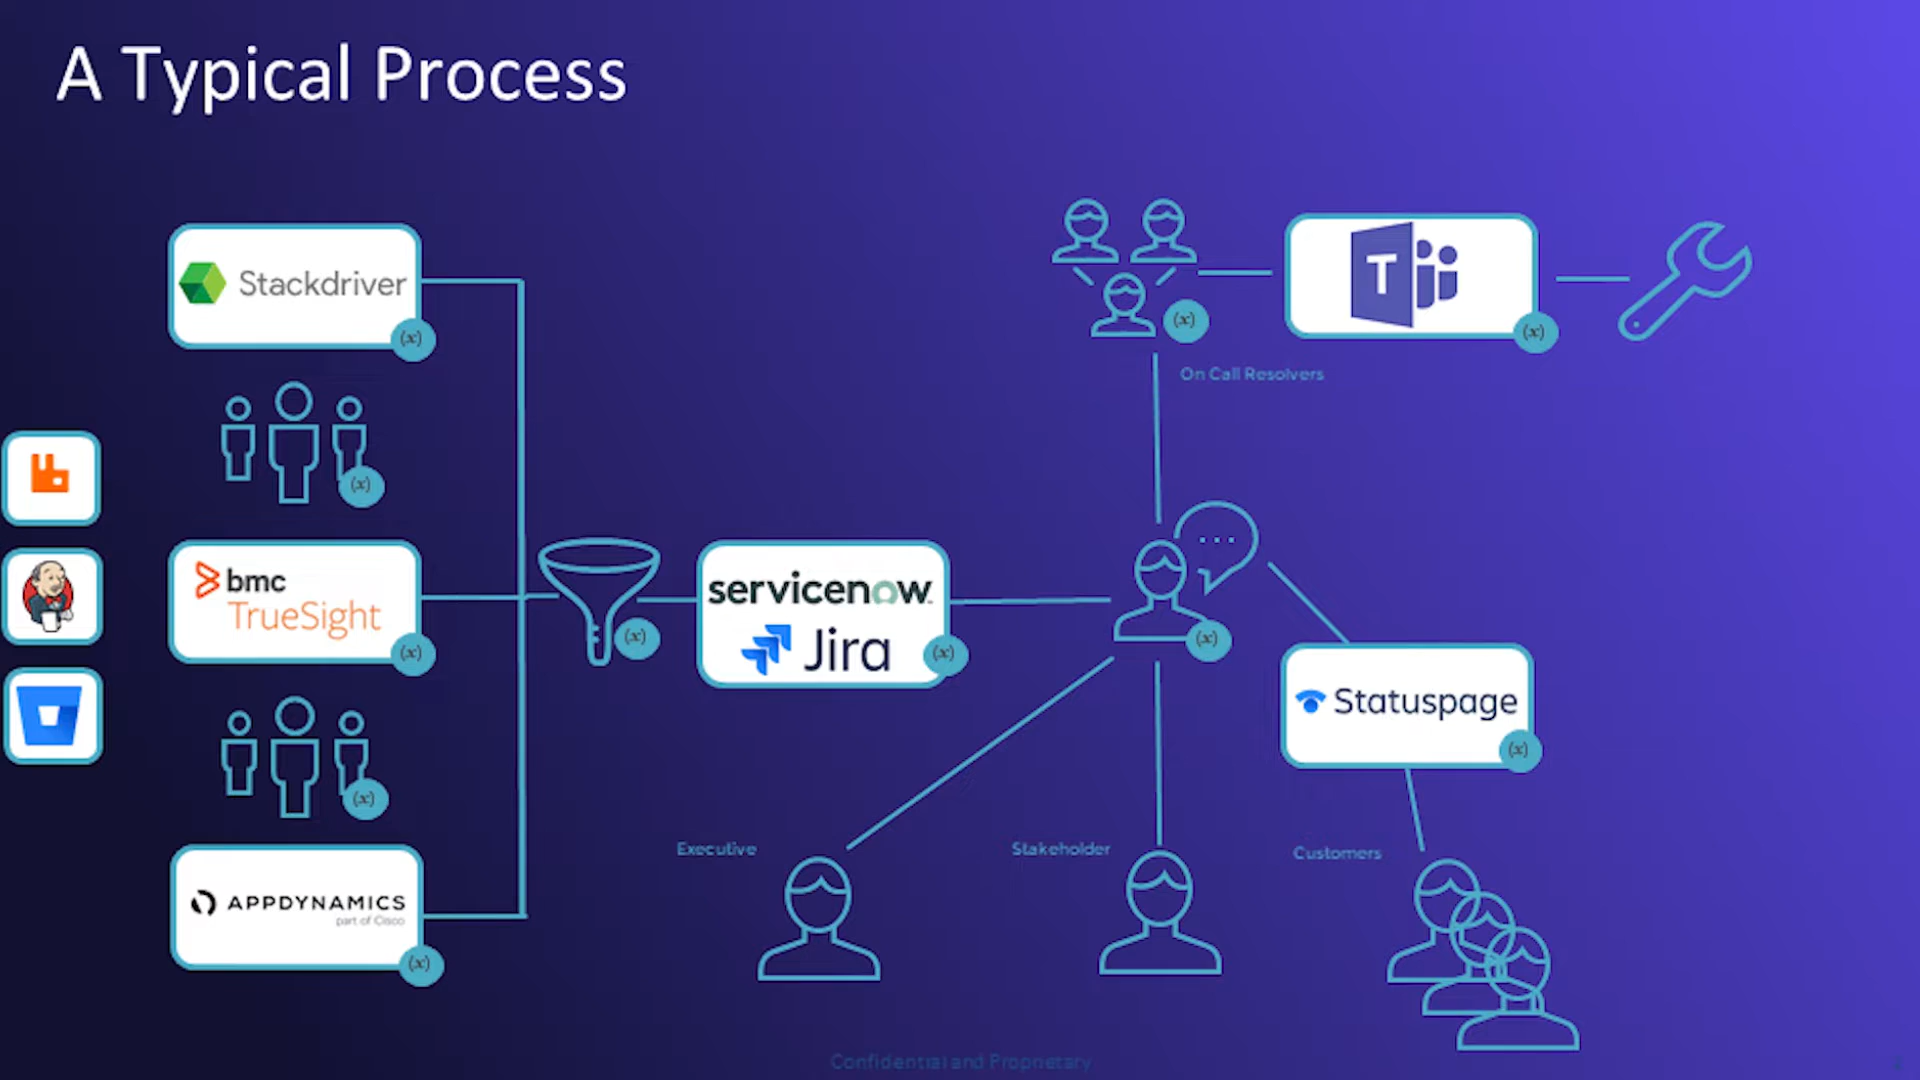 A Typical Process
Stackdriver
(x)
(x)
bmc
TrueSight
(x)
(x)
APPDYNAMICS
part of Cisco
(x)
(x)
servicenow
Jira
(x)
(x)
On Call Resolvers
T
(x)
...
(x)
Statuspage
(x)
Executive
Stakeholder
Customers
Confidential and Proprietary